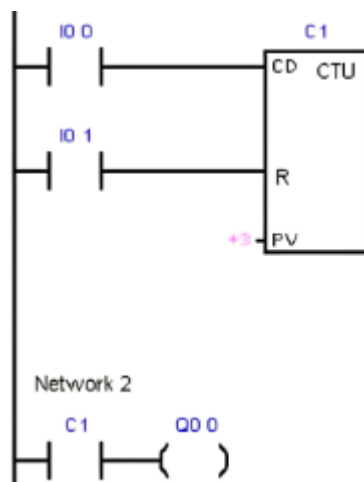 I0 0
C1
CD CTU
I0 1
R
+3 PV
Network 2
C1
Q0 0